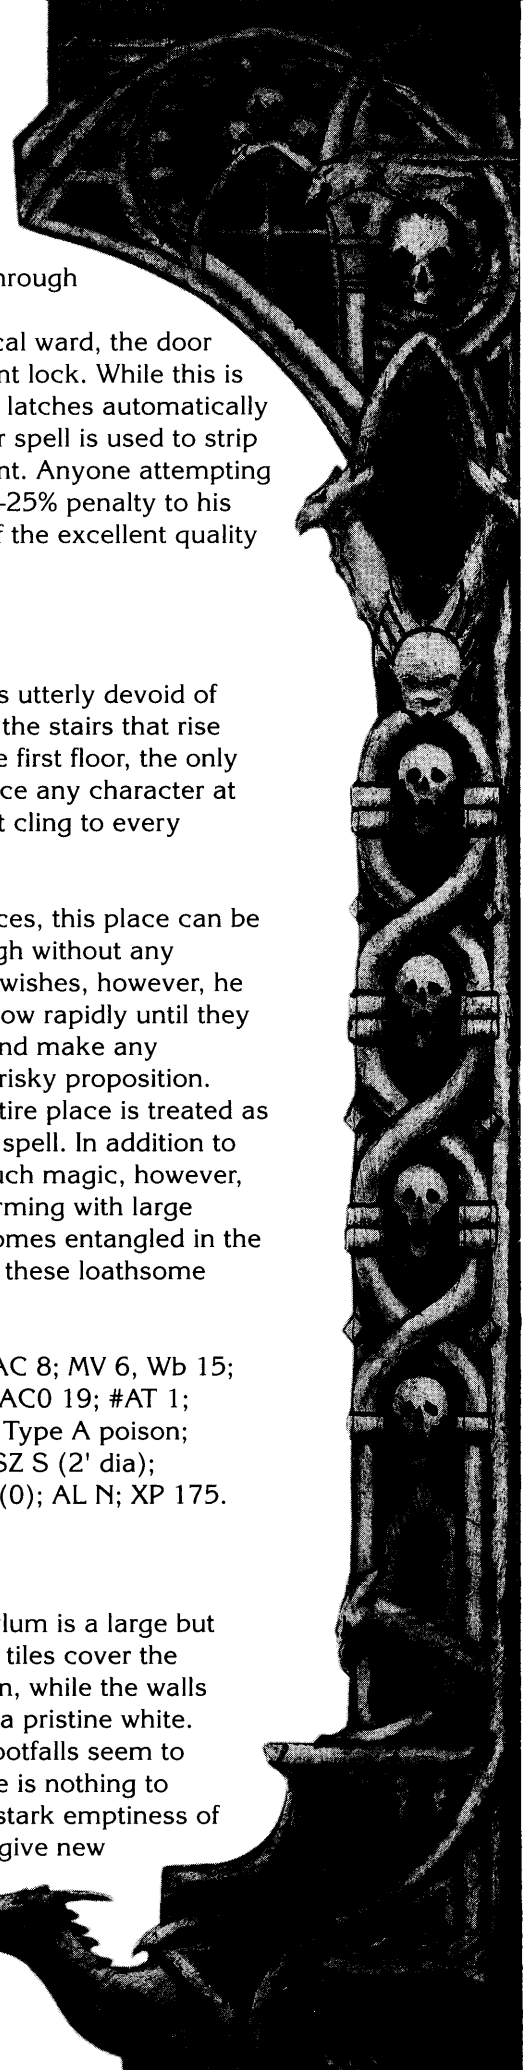 hrough
cal ward, the door
nt lock. While this is
latches automatically
r spell is used to strip
nt. Anyone attempting
-25% penalty to his
f the excellent quality
s utterly devoid of
the stairs that rise
e first floor, the only
ce any character at
t cling to every
ces, this place can be
gh without any
wishes, however, he
ow rapidly until they
nd make any
risky proposition.
tire place is treated as
spell. In addition to
uch magic, however,
rming with large
omes entangled in the
these loathsome
AC 8; MV 6, Wb 15;
AC0 19; #AT 1;
Type A poison;
SZ S (2' dia);
(0); AL N; XP 175.
lum is a large but
tiles cover the
n, while the walls
a pristine white.
ootfalls seem to
e is nothing to
stark emptiness of
give new